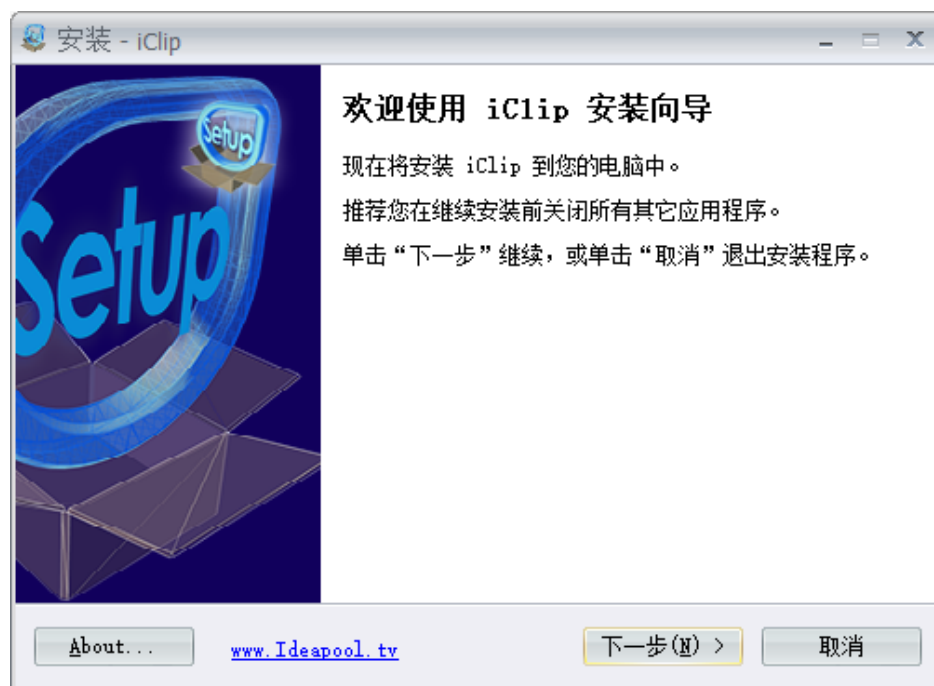 安装 - iClip
Setup
Setup
欢迎使用 iClip 安装向导
现在将安装 iClip 到您的电脑中。
推荐您在继续安装前关闭所有其它应用程序。
单击“下一步”继续，或单击“取消”退出安装程序。
About...
www.Ideapool.tv
下一步(N) >
取消